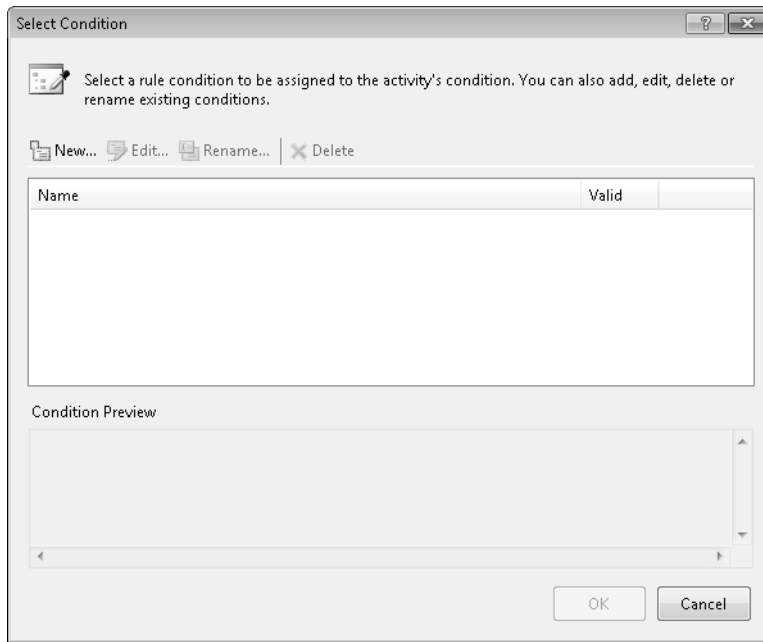 Select Condition
?
Select a rule condition to be assigned to the activity's condition. You can also add, edit, delete or
rename existing conditions.
New... Edit... Rename... Delete
Name Valid
Condition Preview
OK Cancel